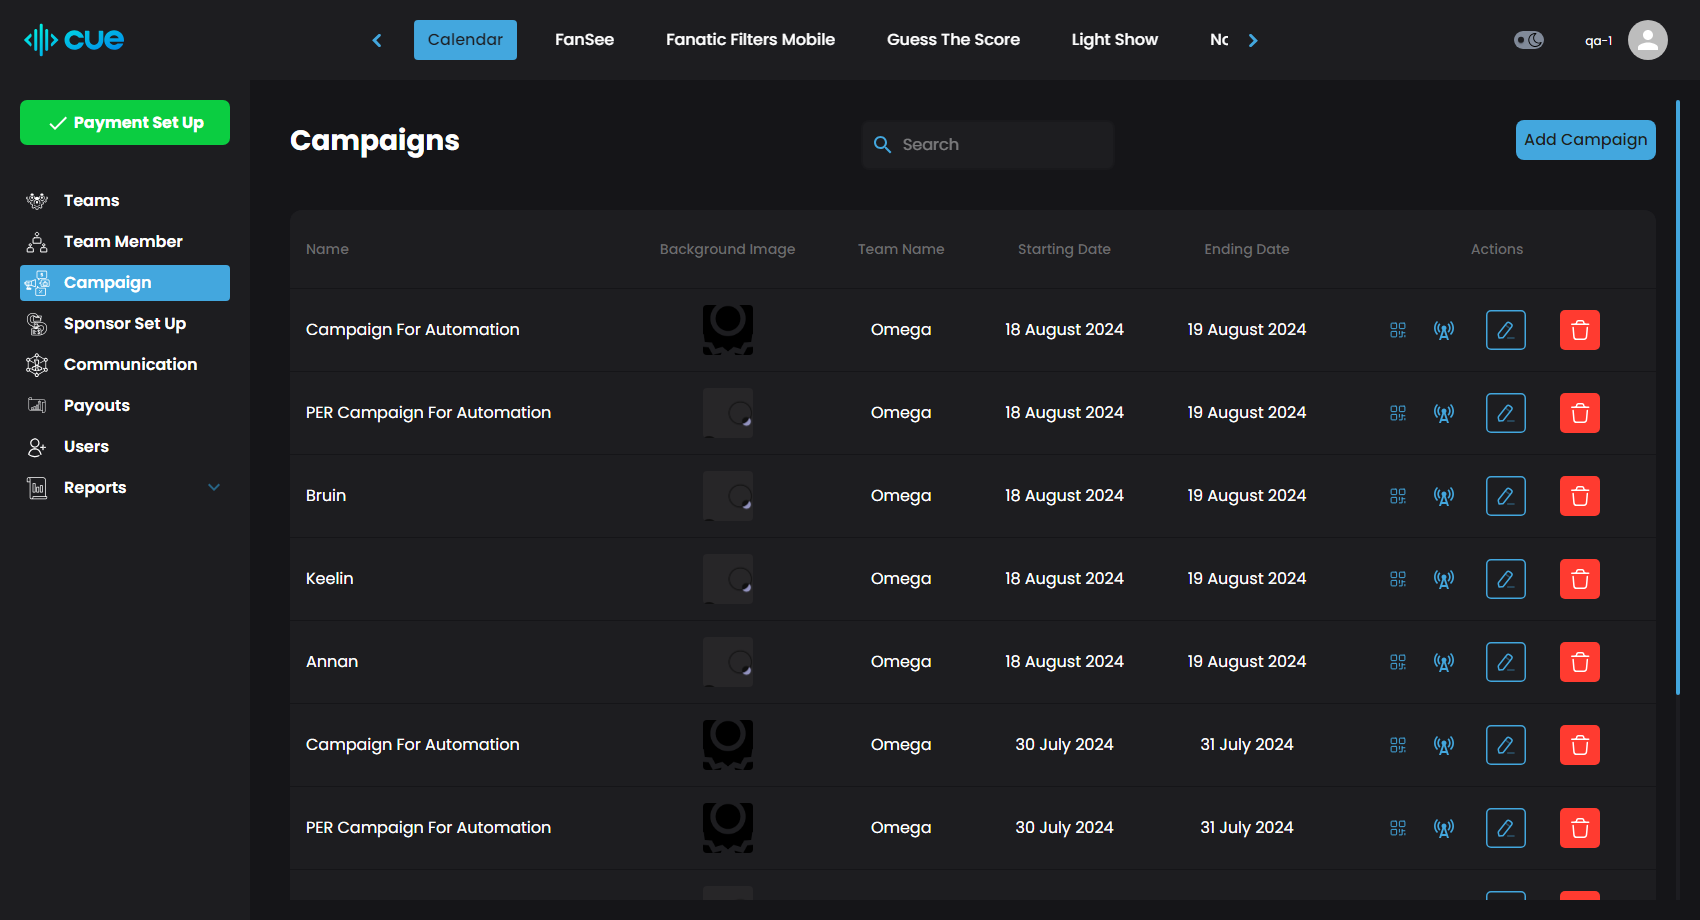 cue
Calendar FanSee Fanatic Filters Mobile Guess The Score Light Show
qa-1
Payment Set Up
Teams
Team Member
Campaign
Sponsor Set Up
Communication
Payouts
Users
Reports
Campaigns
Search
Add Campaign
Name Background Image Team Name Starting Date Ending Date Actions
Campaign For Automation Omega 18 August 2024 19 August 2024
PER Campaign For Automation Omega 18 August 2024 19 August 2024
Bruin Omega 18 August 2024 19 August 2024
Keelin Omega 18 August 2024 19 August 2024
Annan Omega 18 August 2024 19 August 2024
Campaign For Automation Omega 30 July 2024 31 July 2024
PER Campaign For Automation Omega 30 July 2024 31 July 2024